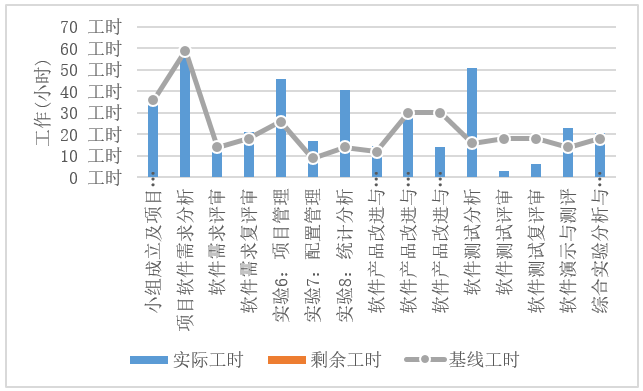 工作(小时)
70 工时
60 工时
50 工时
40 工时
30 工时
20 工时
10 工时
0 工时
小组成立及项目…
项目软件需求分析
软件需求评审
软件需求复评审
实验6：项目管理
实验7：配置管理
实验8：统计分析
软件产品改进与…
软件产品改进与…
软件产品改进与…
软件测试分析
软件测试评审
软件测试复评审
软件演示与测评
综合实验分析与…
实际工时
剩余工时
基线工时